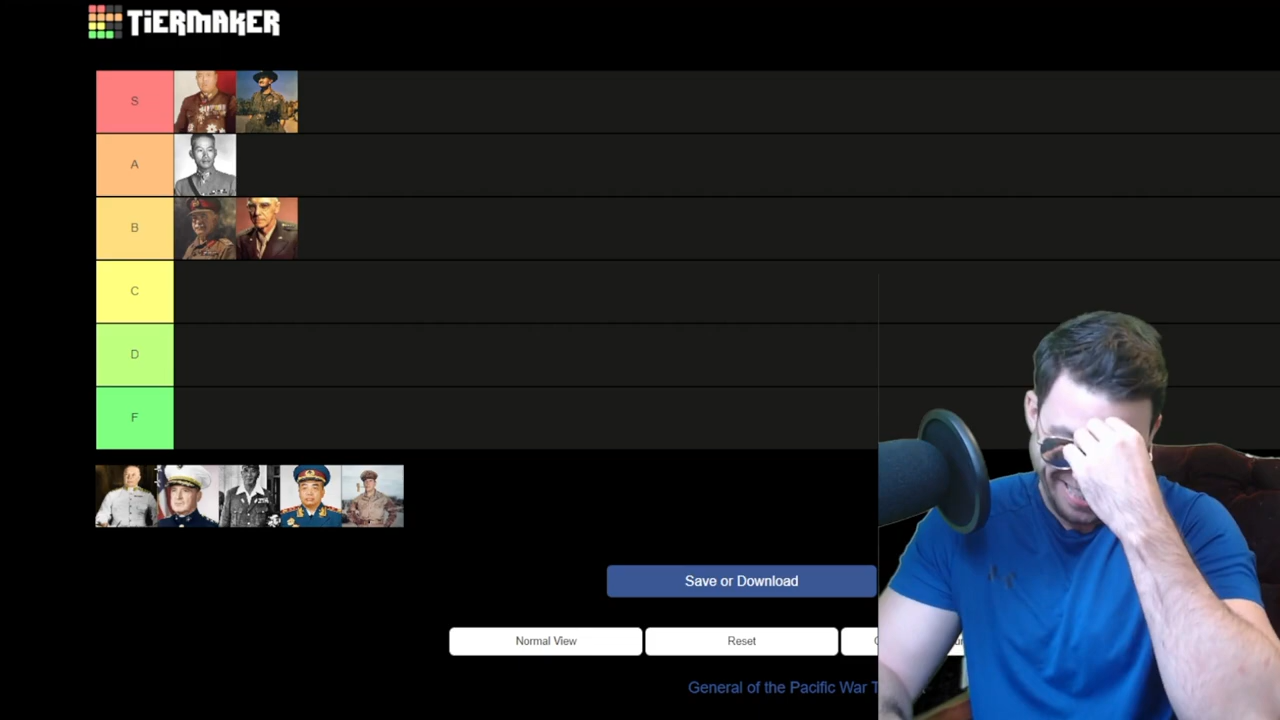 TiERMAKER
S
A
B
C
D
F
Save or Download
Normal View
Reset
General of the Pacific War